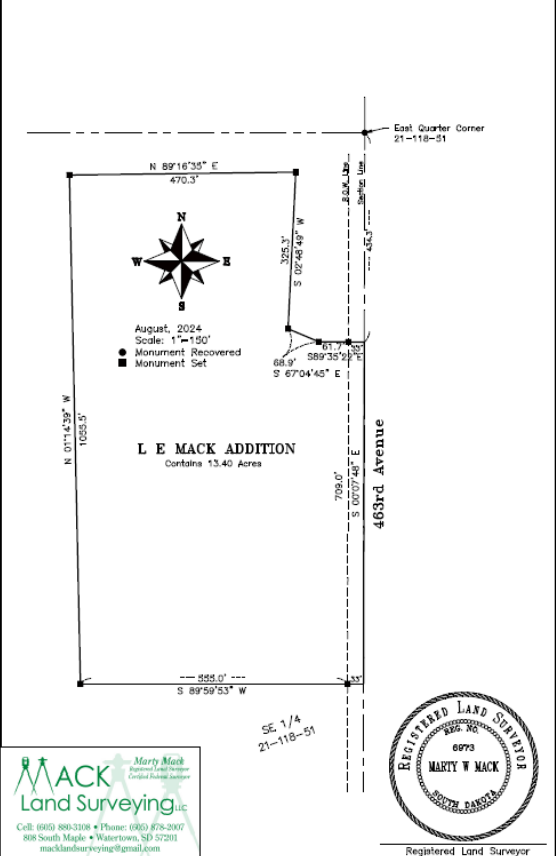 East Quarter Corner
21-118-51
N 89°16'35" E
470.3'
R.O.W. Line
Section Line
434.3'
N
W E
S
325.3'
S 02°48'49" W
August, 2024
Scale: 1"=150'
Monument Recovered
Monument Set
61.7'
33'
S89°35'22"E
68.9'
S 67°04'45" E
N 01°14'39" W
1055.5'
L E MACK ADDITION
Contains 13.40 Acres
709.0'
S 00°07'48" E
463rd Avenue
555.0'
33'
S 89°59'53" W
SE 1/4
21-118-51
REGISTERED LAND SURVEYOR
REG. NO.
6973
MARTY W MACK
SOUTH DAKOTA
Registered Land Surveyor
MACK
Land Surveying LLC
Marty Mack
Registered Land Surveyor
Certified Federal Surveyor
Cell: (605) 880-3108 • Phone: (605) 878-2007
808 South Maple • Watertown, SD 57201
macklandsurveying@gmail.com